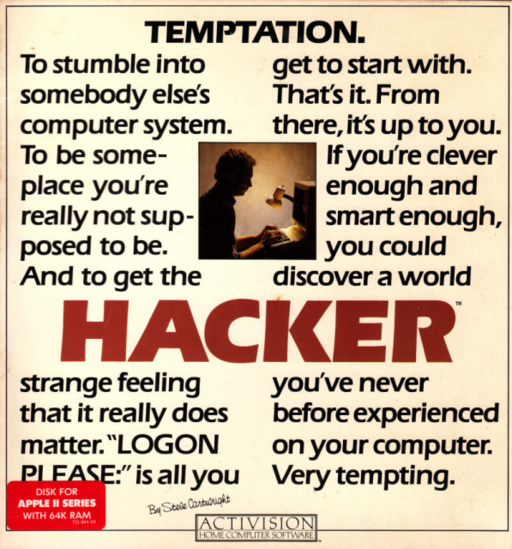 TEMPTATION.
To stumble into
somebody else's
computer system.
To be some-
place you're
really not sup-
posed to be.
And to get the
strange feeling
that it really does
matter. "LOGON
PLEASE:" is all you
get to start with.
That's it. From
there, it's up to you.
If you're clever
enough and
smart enough,
you could
discover a world
you've never
before experienced
on your computer.
Very tempting.
HACKER™
DISK FOR
APPLE II SERIES
WITH 64K RAM
By Steve Cartwright
ACTIVISION
HOME COMPUTER SOFTWARE